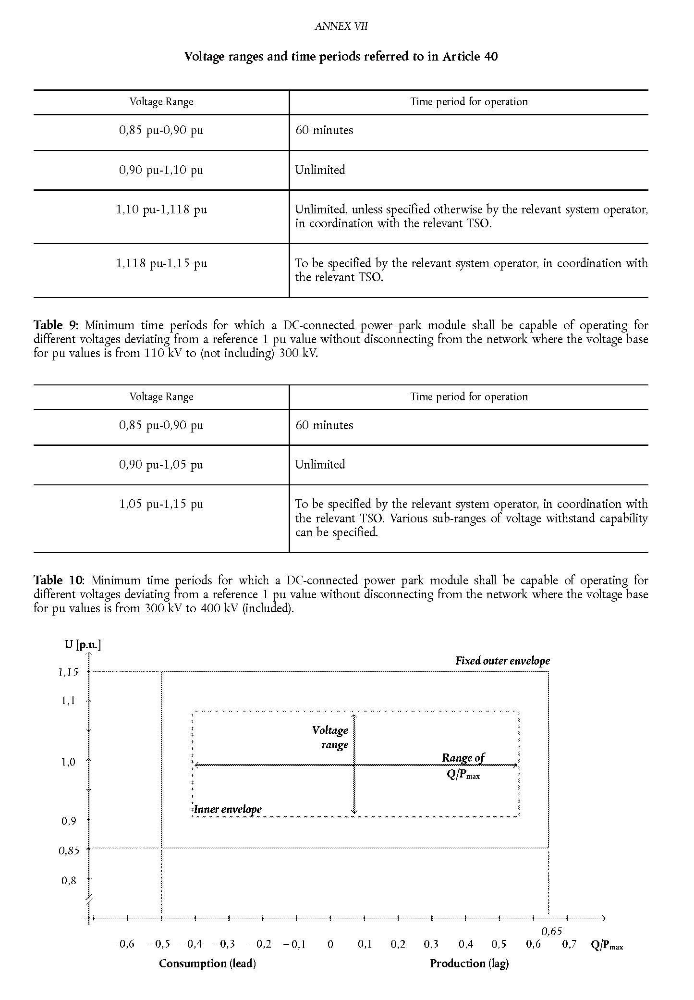 ANNEX VII
Voltage ranges and time periods referred to in Article 40
Voltage Range
Time period for operation
0,85 pu-0,90 pu
60 minutes
0,90 pu-1,10 pu
Unlimited
1,10 pu-1,118 pu
Unlimited, unless specified otherwise by the relevant system operator,
in coordination with the relevant TSO.
1,118 pu-1,15 pu
To be specified by the relevant system operator, in coordination with
the relevant TSO.
Table 9: Minimum time periods for which a DC-connected power park module shall be capable of operating for
different voltages deviating from a reference 1 pu value without disconnecting from the network where the voltage base
for pu values is from 110 kV to (not including) 300 kV.
Voltage Range
Time period for operation
0,85 pu-0,90 pu
60 minutes
0,90 pu-1,05 pu
Unlimited
1,05 pu-1,15 pu
To be specified by the relevant system operator, in coordination with
the relevant TSO. Various sub-ranges of voltage withstand capability
can be specified.
Table 10: Minimum time periods for which a DC-connected power park module shall be capable of operating for
different voltages deviating from a reference 1 pu value without disconnecting from the network where the voltage base
for pu values is from 300 kV to 400 kV (included).
U [p.u.]
Fixed outer envelope
1,15
1,1
Voltage
range
1,0
Range of
Q/Pmax
Inner envelope
0,9
0,85
0,8
0,65
−0,6 −0,5 −0,4 −0,3 −0,2 −0,1 0 0,1 0,2 0,3 0,4 0,5 0,6 0,7 Q/Pmax
Consumption (lead)
Production (lag)